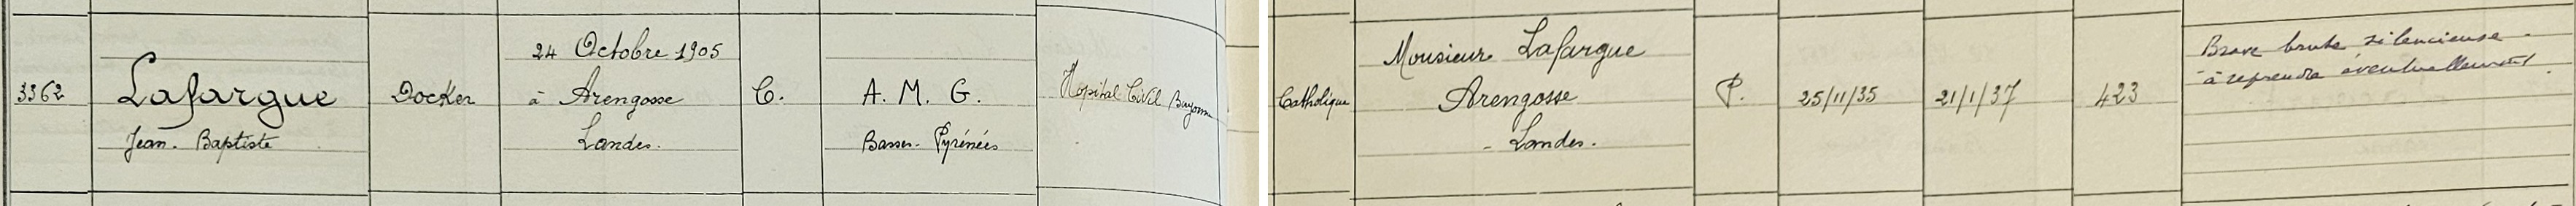 3362
Lafargue
Jean. Baptiste
Docker
24 Octobre 1905
à Arengosse
Landes.
C.
A. M. G.
Basses-Pyrénées
Hopital Civil Bayonne
Catholique
Monsieur Lafargue
Arengosse
- Landes.
P.
25/11/35
21/1/37
423
Brave brute silencieuse -
à reprendre éventuellement.